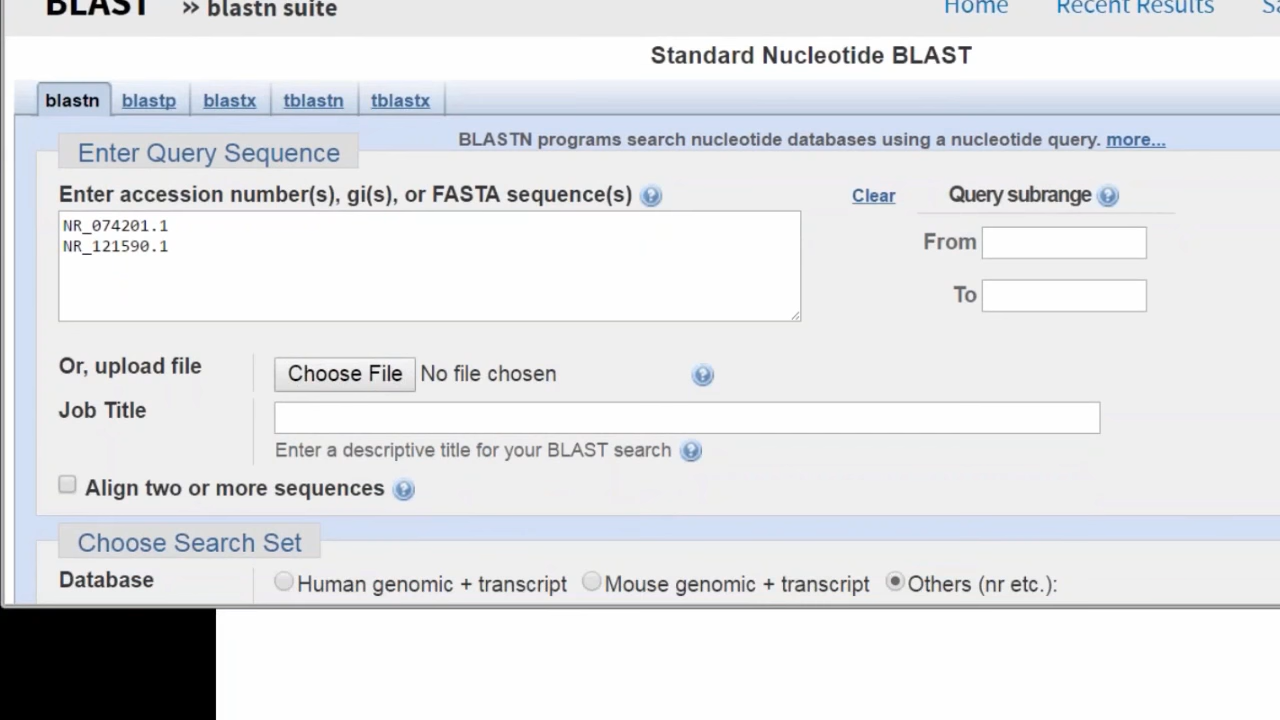 BLAST » blastn suite Home Recent Results
Standard Nucleotide BLAST
blastn blastp blastx tblastn tblastx
BLASTN programs search nucleotide databases using a nucleotide query. more...
Enter Query Sequence
Enter accession number(s), gi(s), or FASTA sequence(s) Clear Query subrange
NR_074201.1
NR_121590.1
From
To
Or, upload file Choose File No file chosen
Job Title
Enter a descriptive title for your BLAST search
Align two or more sequences
Choose Search Set
Database Human genomic + transcript Mouse genomic + transcript Others (nr etc.):